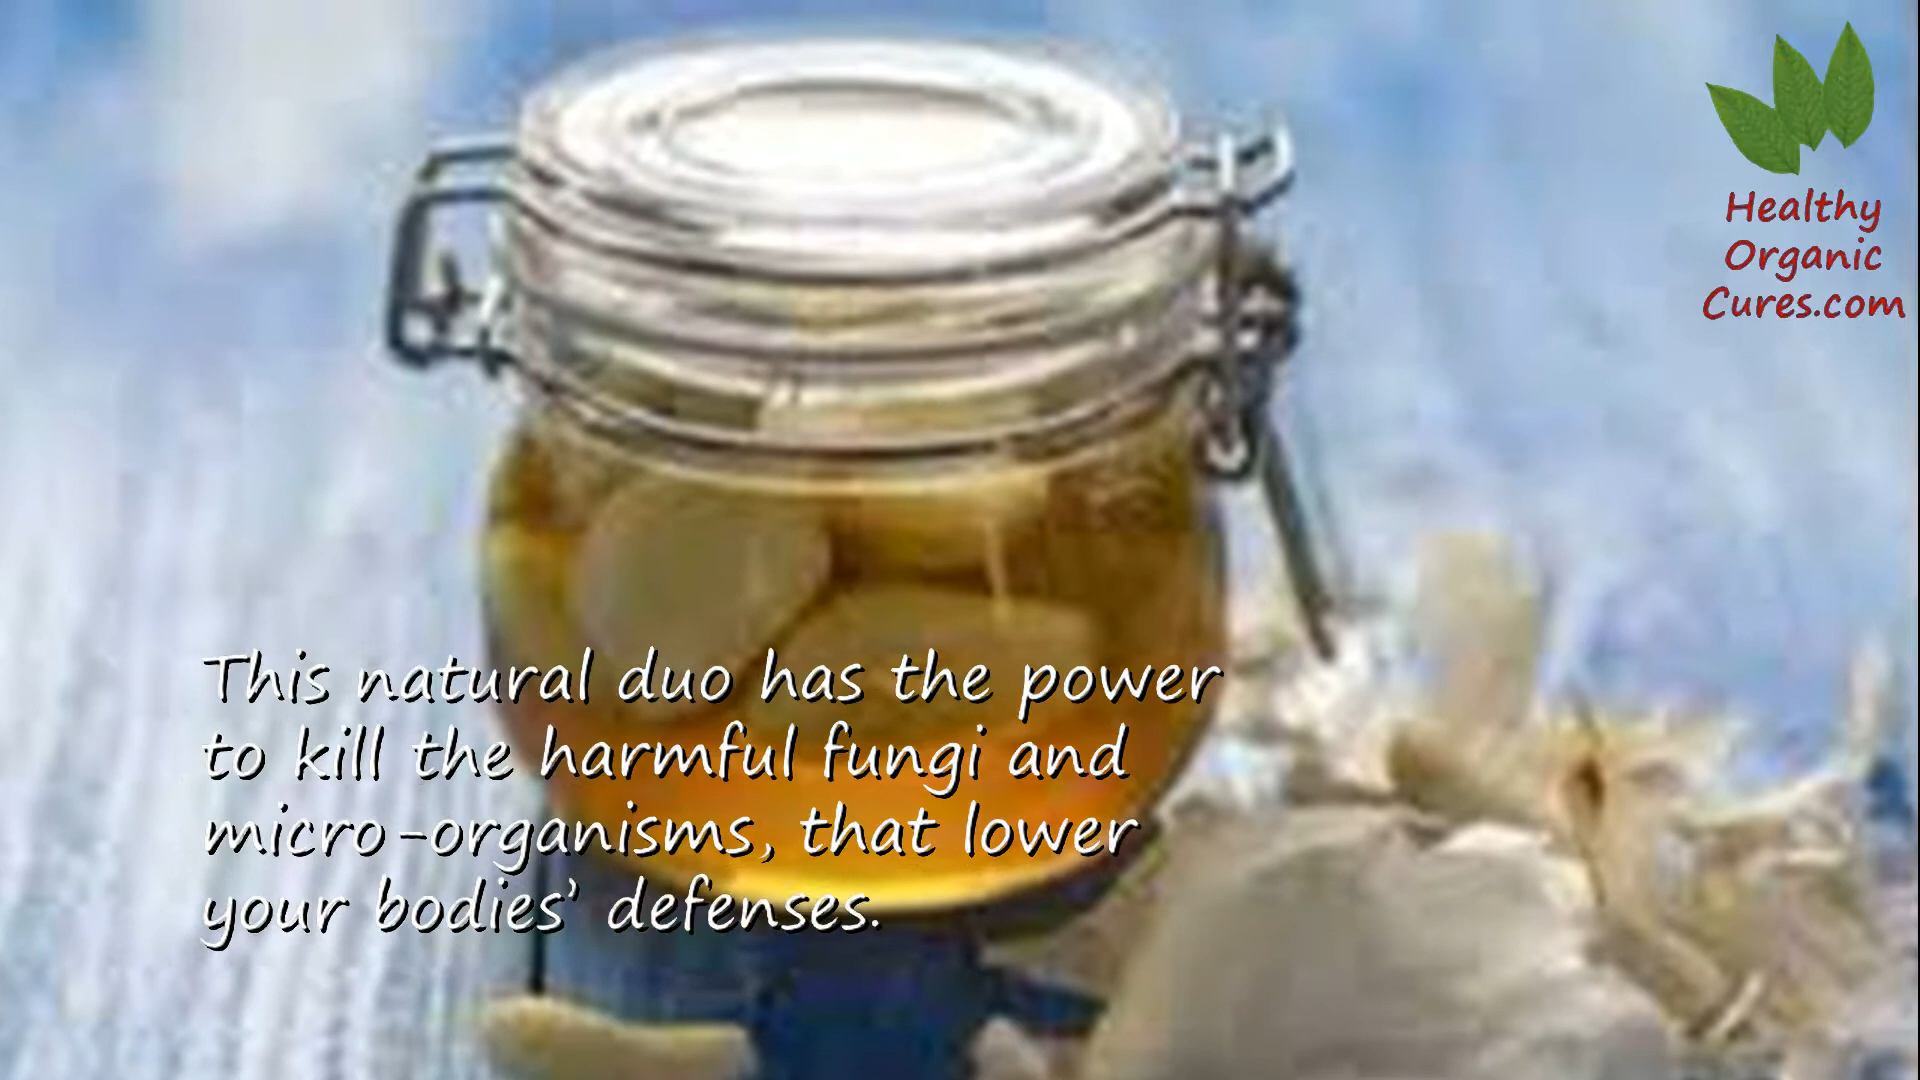 Healthy
Organic
Cures.com
This natural duo has the power
to kill the harmful fungi and
micro-organisms, that lower
your bodies’ defenses.